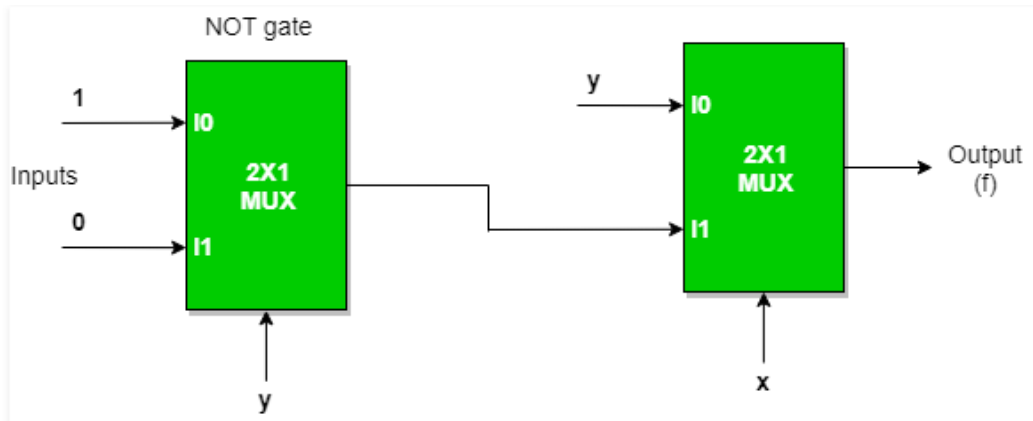 NOT gate
1
I0
2X1
MUX
Inputs
0
I1
y
y
I0
2X1
MUX
I1
x
Output
(f)